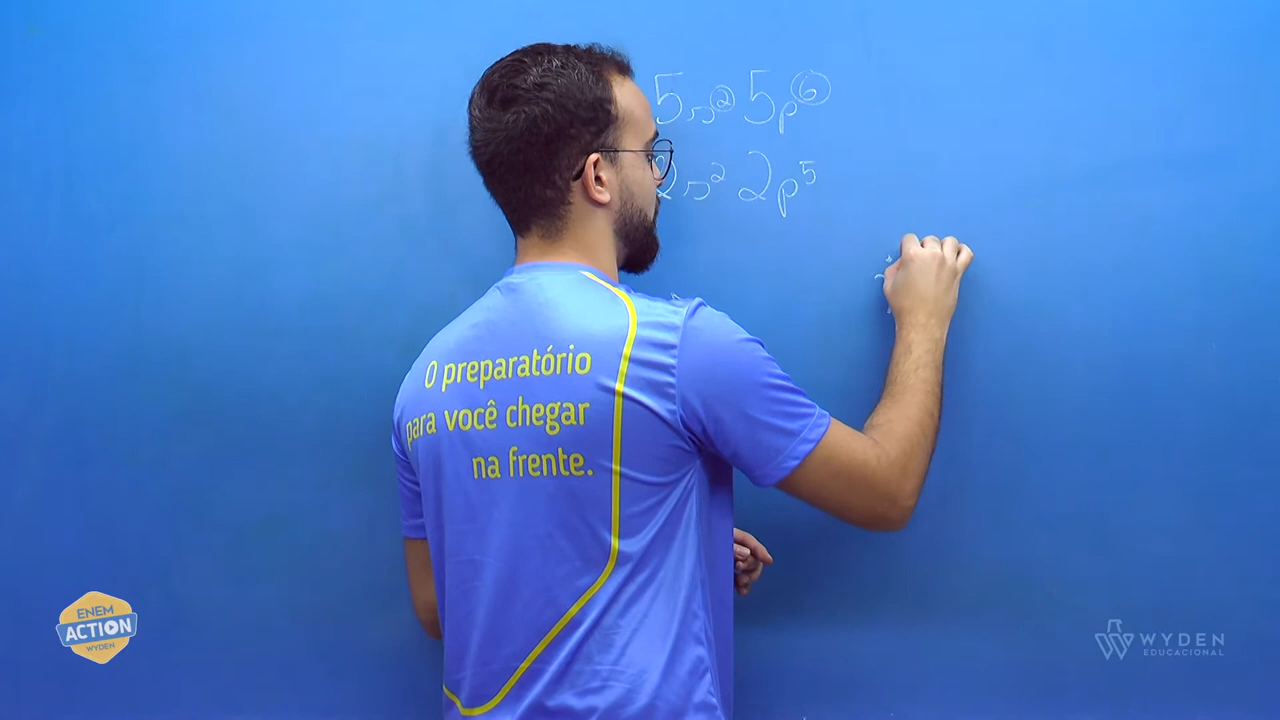 5s² 5p⁶
2s² 2p⁵
O preparatório
para você chegar
na frente.
ENEM
ACTION
WYDEN
WYDEN
EDUCACIONAL